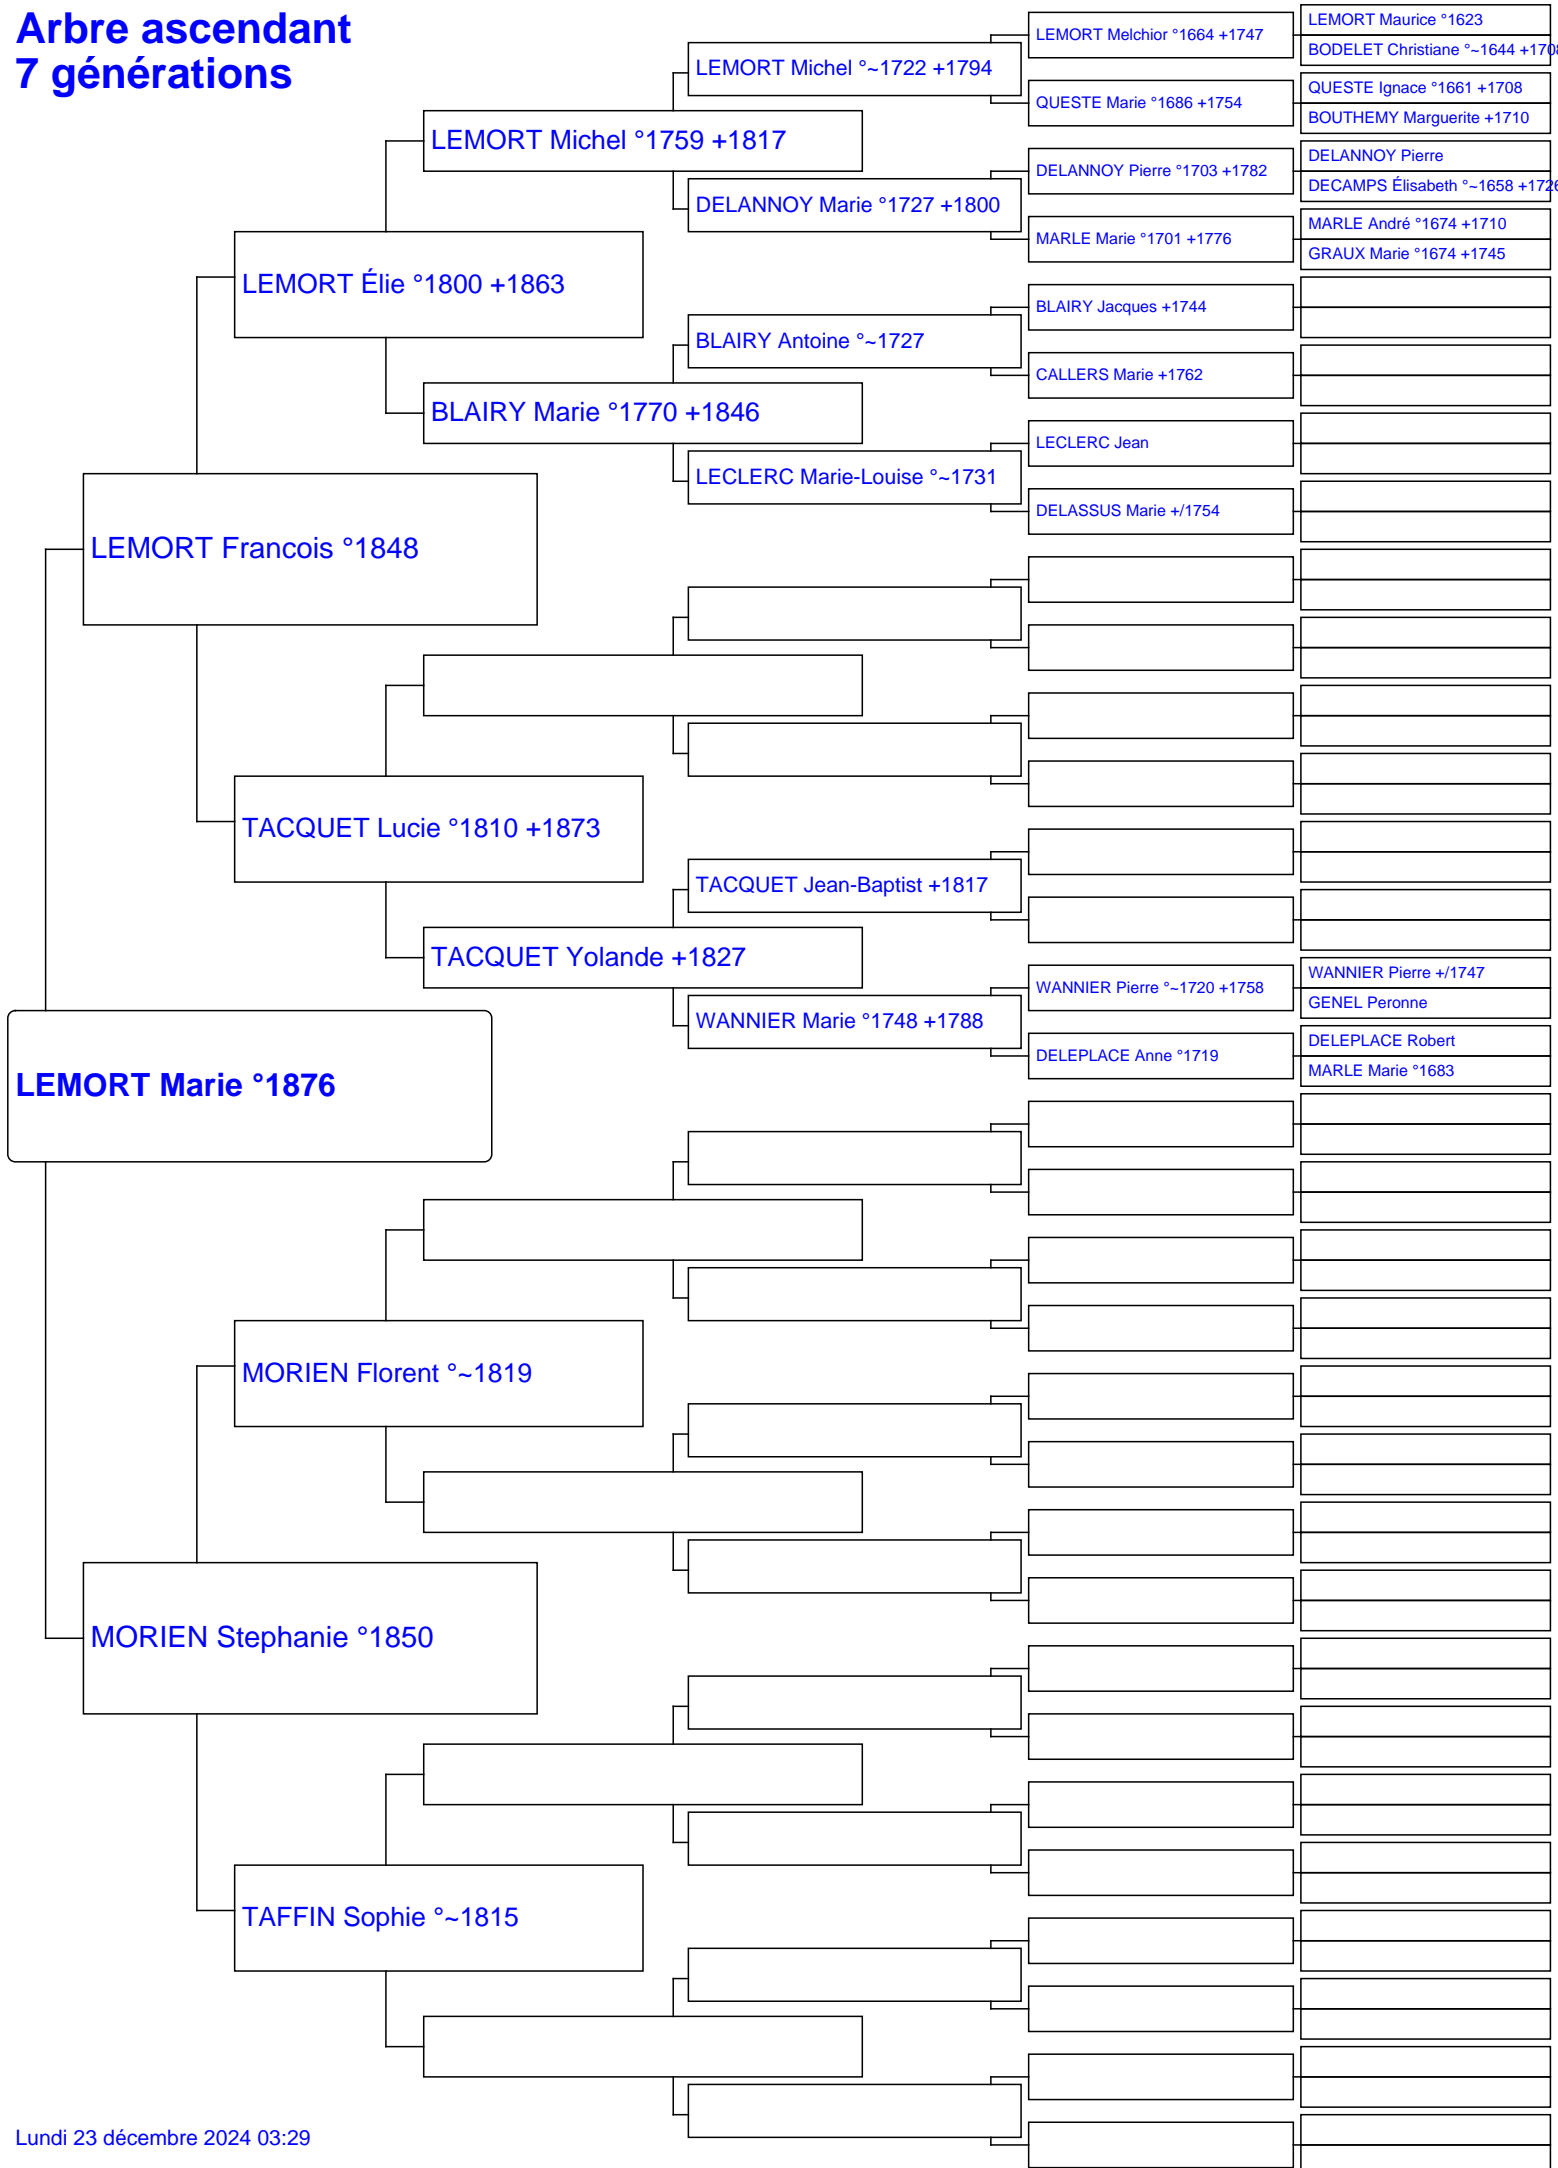 Arbre ascendant
7 générations
LEMORT Marie °1876
LEMORT Francois °1848
MORIEN Stephanie °1850
LEMORT Élie °1800 +1863
TACQUET Lucie °1810 +1873
MORIEN Florent °~1819
TAFFIN Sophie °~1815
LEMORT Michel °1759 +1817
BLAIRY Marie °1770 +1846
TACQUET Yolande +1827
LEMORT Michel °~1722 +1794
DELANNOY Marie °1727 +1800
BLAIRY Antoine °~1727
LECLERC Marie-Louise °~1731
TACQUET Jean-Baptist +1817
WANNIER Marie °1748 +1788
LEMORT Melchior °1664 +1747
QUESTE Marie °1686 +1754
DELANNOY Pierre °1703 +1782
MARLE Marie °1701 +1776
BLAIRY Jacques +1744
CALLERS Marie +1762
LECLERC Jean
DELASSUS Marie +/1754
WANNIER Pierre °~1720 +1758
DELEPLACE Anne °1719
LEMORT Maurice °1623
BODELET Christiane °~1644 +1708
QUESTE Ignace °1661 +1708
BOUTHEMY Marguerite +1710
DELANNOY Pierre
DECAMPS Élisabeth °~1658 +1726
MARLE André °1674 +1710
GRAUX Marie °1674 +1745
WANNIER Pierre +/1747
GENEL Peronne
DELEPLACE Robert
MARLE Marie °1683
Lundi 23 décembre 2024 03:29